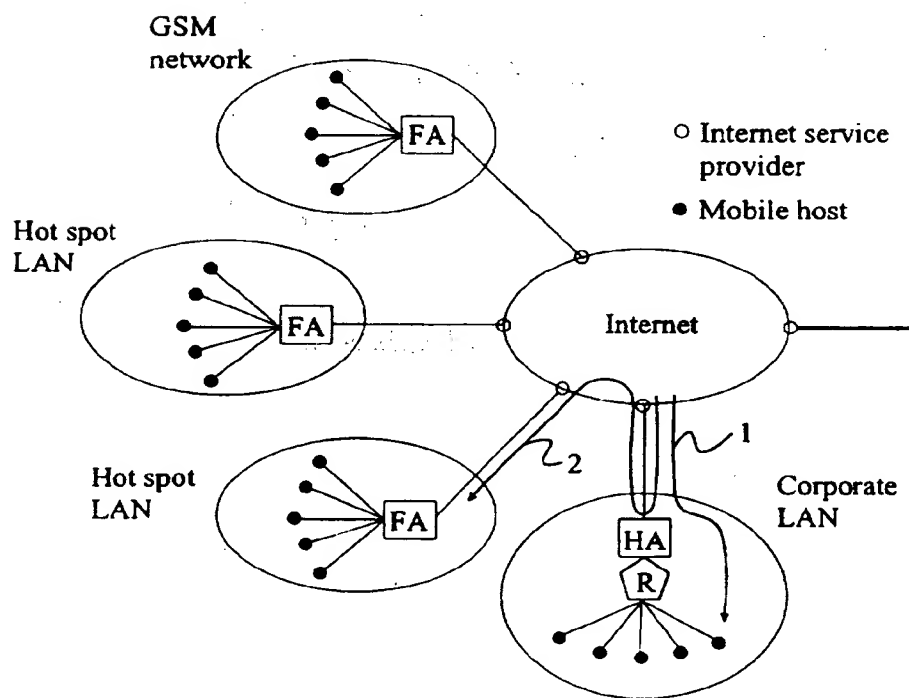 GSM
network
FA
Internet service
provider
Mobile host
Hot spot
LAN
FA
Internet
1
2
Hot spot
LAN
FA
Corporate
LAN
HA
R